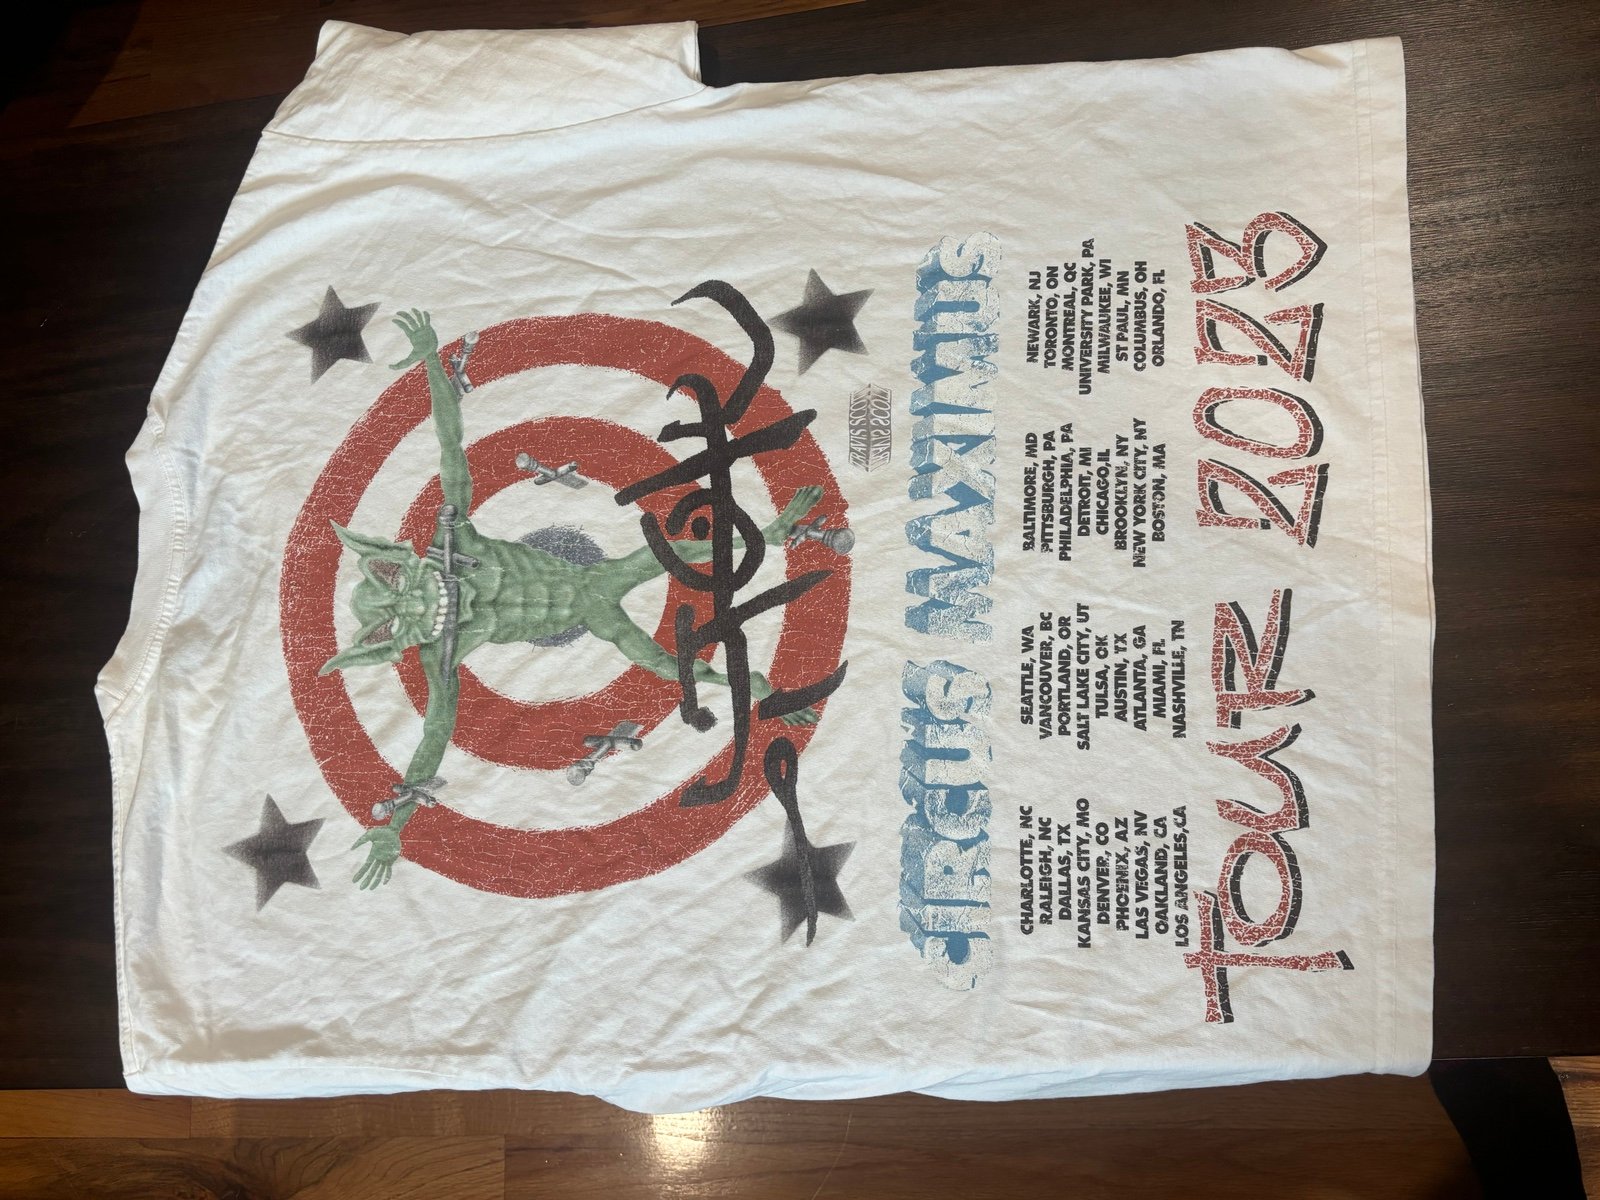 TRAVIS SCOTT
CIRCUS MAXIMUS
CHARLOTTE, NC
RALEIGH, NC
DALLAS, TX
KANSAS CITY, MO
DENVER, CO
PHOENIX, AZ
LAS VEGAS, NV
OAKLAND, CA
LOS ANGELES, CA
SEATTLE, WA
VANCOUVER, BC
PORTLAND, OR
SALT LAKE CITY, UT
TULSA, OK
AUSTIN, TX
ATLANTA, GA
MIAMI, FL
NASHVILLE, TN
BALTIMORE, MD
PITTSBURGH, PA
PHILADELPHIA, PA
DETROIT, MI
CHICAGO, IL
BROOKLYN, NY
NEW YORK CITY, NY
BOSTON, MA
NEWARK, NJ
TORONTO, ON
MONTREAL, QC
UNIVERSITY PARK, PA
MILWAUKEE, WI
ST PAUL, MN
COLUMBUS, OH
ORLANDO, FL
TOUR 2023